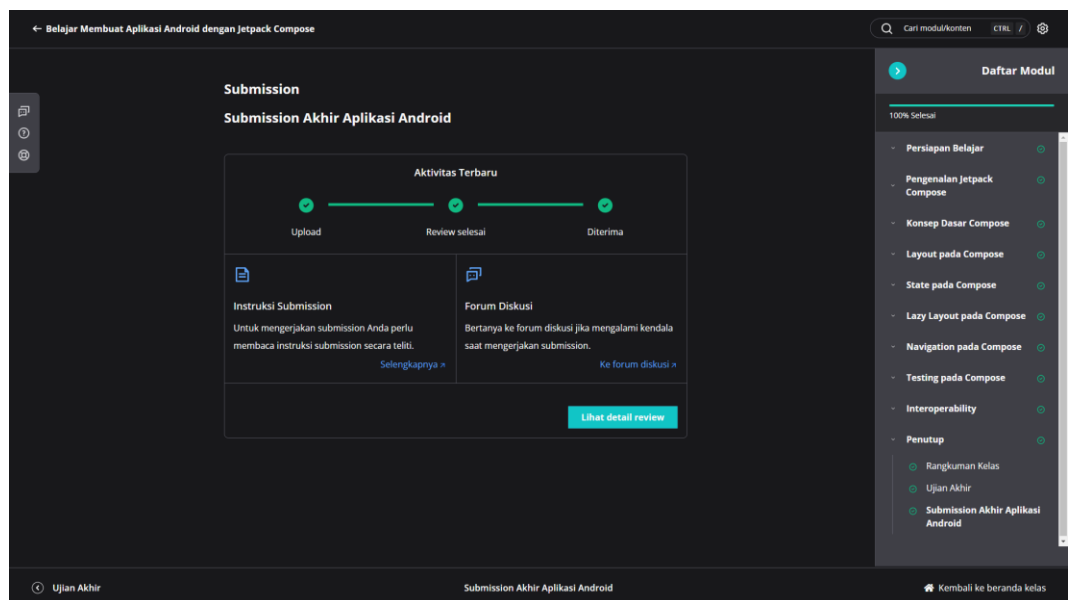 ← Belajar Membuat Aplikasi Android dengan Jetpack Compose
Cari modul/konten CTRL /
Daftar Modul
100% Selesai
Submission
Submission Akhir Aplikasi Android
Aktivitas Terbaru
Upload Review selesai Diterima
Instruksi Submission
Untuk mengerjakan submission Anda perlu
membaca instruksi submission secara teliti.
Selengkapnya
Forum Diskusi
Bertanya ke forum diskusi jika mengalami kendala
saat mengerjakan submission.
Ke forum diskusi
Lihat detail review
Persiapan Belajar
Pengenalan Jetpack
Compose
Konsep Dasar Compose
Layout pada Compose
State pada Compose
Lazy Layout pada Compose
Navigation pada Compose
Testing pada Compose
Interoperability
Penutup
Rangkuman Kelas
Ujian Akhir
Submission Akhir Aplikasi
Android
Ujian Akhir
Submission Akhir Aplikasi Android
Kembali ke beranda kelas